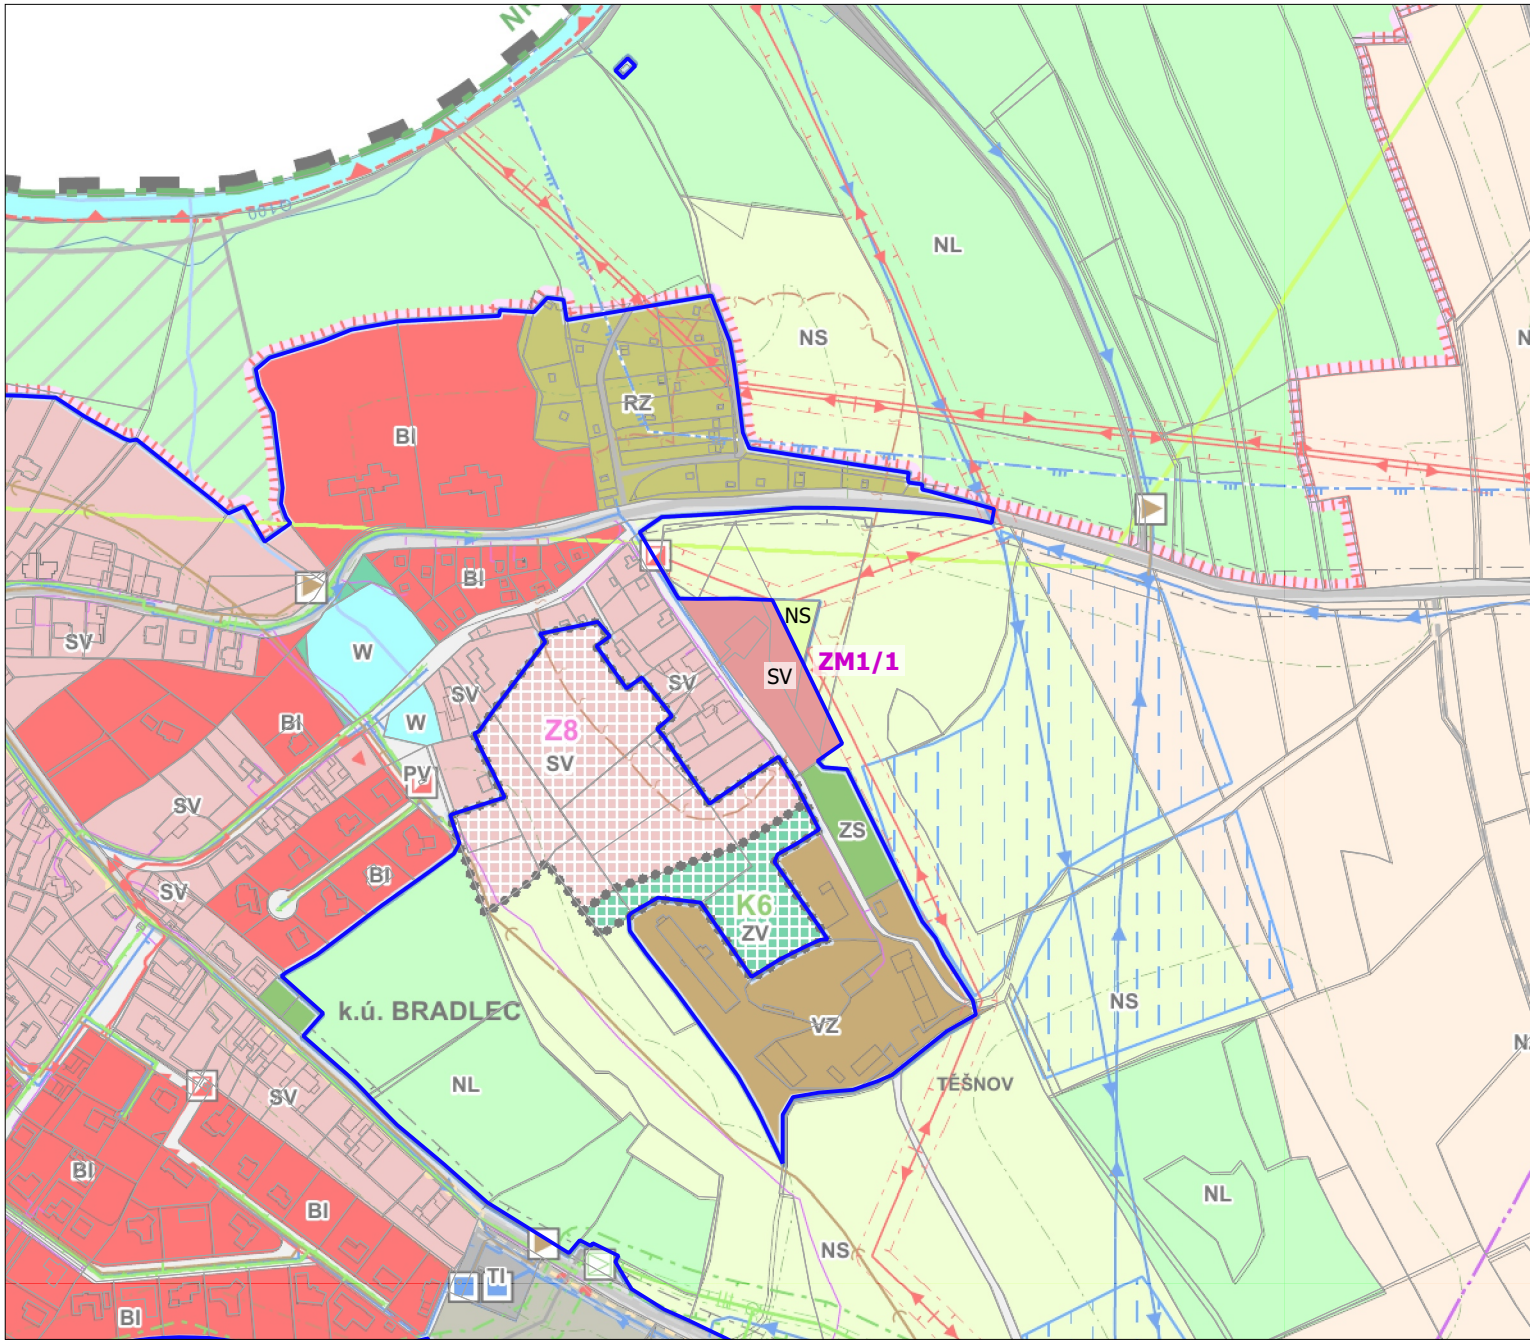 NL
NS
RZ
BI
BI
NS
SV
W
ZM1/1
SV
SV
SV
W
BI
Z8
SV
PV
SV
ZS
BI
SV
K6
ZV
NS
k.ú. BRADLEC
VZ
NL
TĚŠNOV
SV
BI
NL
BI
NS
TI
BI